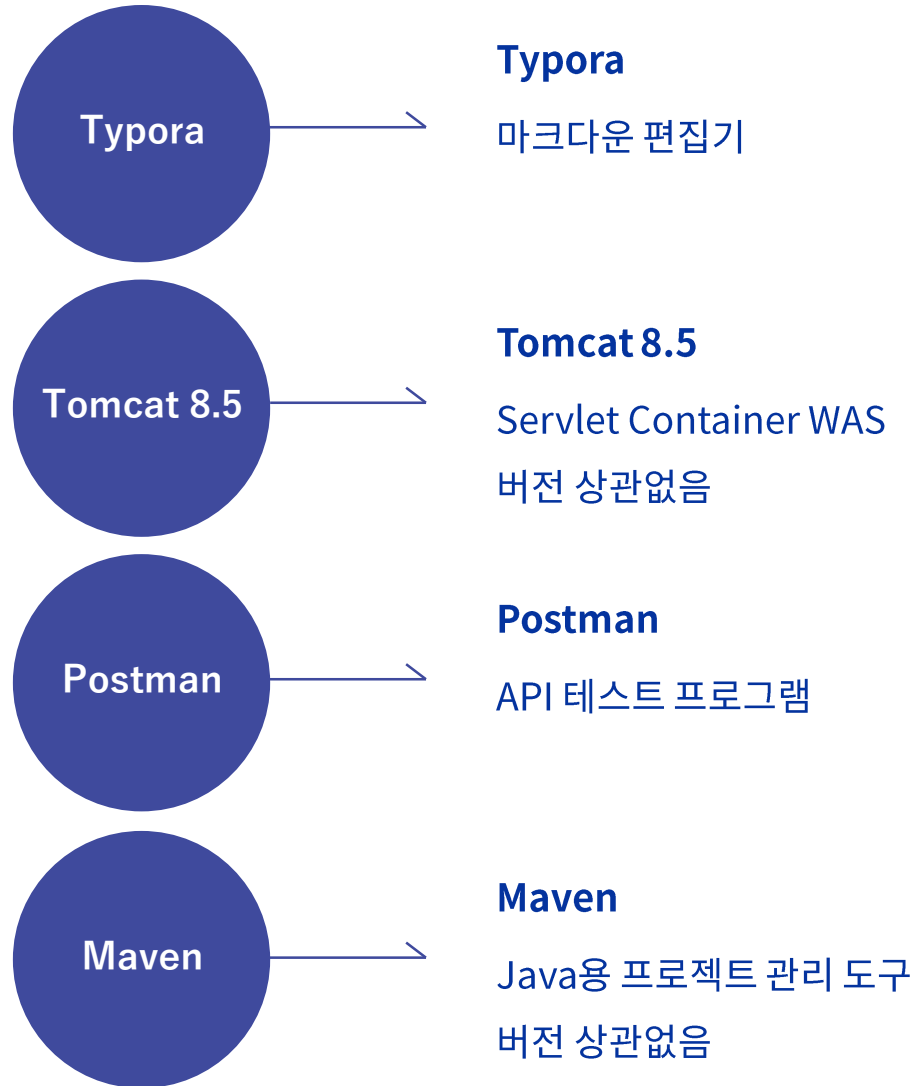 Typora
Typora
마크다운 편집기
Tomcat 8.5
Tomcat 8.5
Servlet Container WAS
버전 상관없음
Postman
Postman
API 테스트 프로그램
Maven
Maven
Java용 프로젝트 관리 도구
버전 상관없음